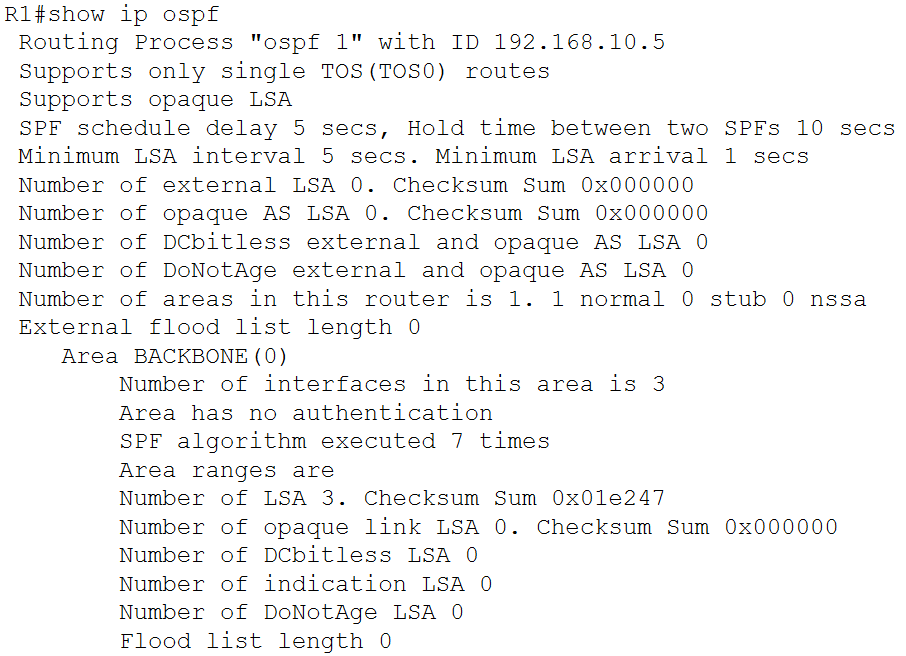 R1#show ip ospf
Routing Process "ospf 1" with ID 192.168.10.5
Supports only single TOS(TOS0) routes
Supports opaque LSA
SPF schedule delay 5 secs, Hold time between two SPFs 10 secs
Minimum LSA interval 5 secs. Minimum LSA arrival 1 secs
Number of external LSA 0. Checksum Sum 0x000000
Number of opaque AS LSA 0. Checksum Sum 0x000000
Number of DCbitless external and opaque AS LSA 0
Number of DoNotAge external and opaque AS LSA 0
Number of areas in this router is 1. 1 normal 0 stub 0 nssa
External flood list length 0
Area BACKBONE(0)
Number of interfaces in this area is 3
Area has no authentication
SPF algorithm executed 7 times
Area ranges are
Number of LSA 3. Checksum Sum 0x01e247
Number of opaque link LSA 0. Checksum Sum 0x000000
Number of DCbitless LSA 0
Number of indication LSA 0
Number of DoNotAge LSA 0
Flood list length 0